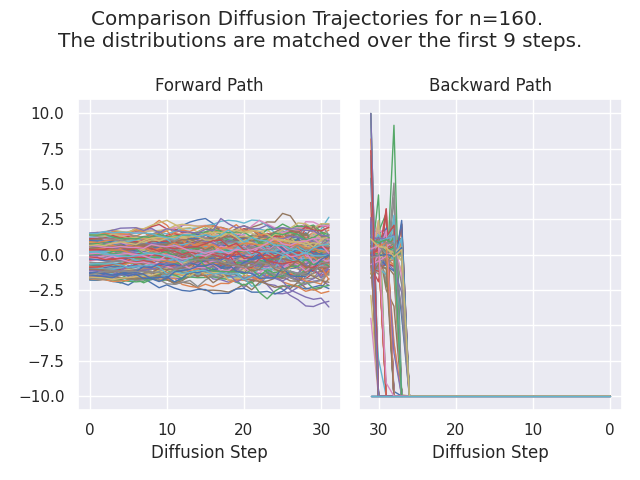 Comparison Diffusion Trajectories for n=160.
The distributions are matched over the first 9 steps.
Forward Path
Backward Path
10.0
7.5
5.0
2.5
0.0
−2.5
−5.0
−7.5
−10.0
0
10
20
30
30
20
10
0
Diffusion Step
Diffusion Step